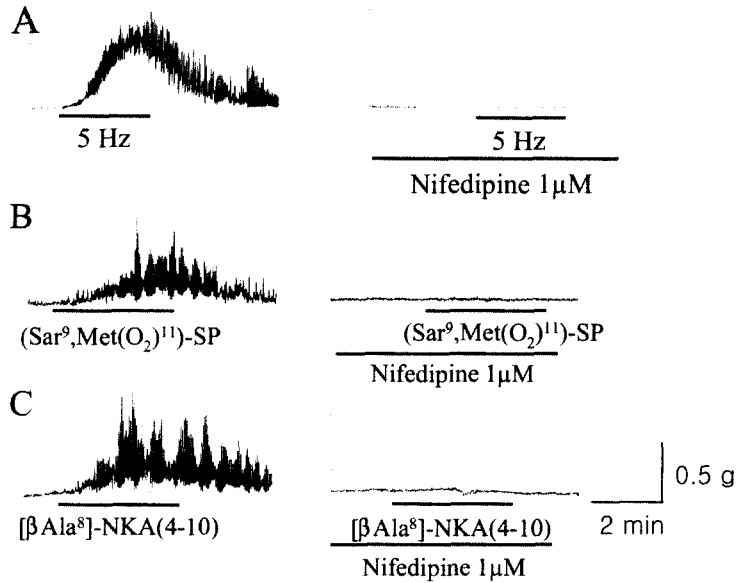 A
5 Hz
5 Hz
Nifedipine 1μM
B
(Sar⁹,Met(O₂)¹¹)-SP
(Sar⁹,Met(O₂)¹¹)-SP
Nifedipine 1μM
C
0.5 g
2 min
[βAla⁸]-NKA(4-10)
[βAla⁸]-NKA(4-10)
Nifedipine 1μM